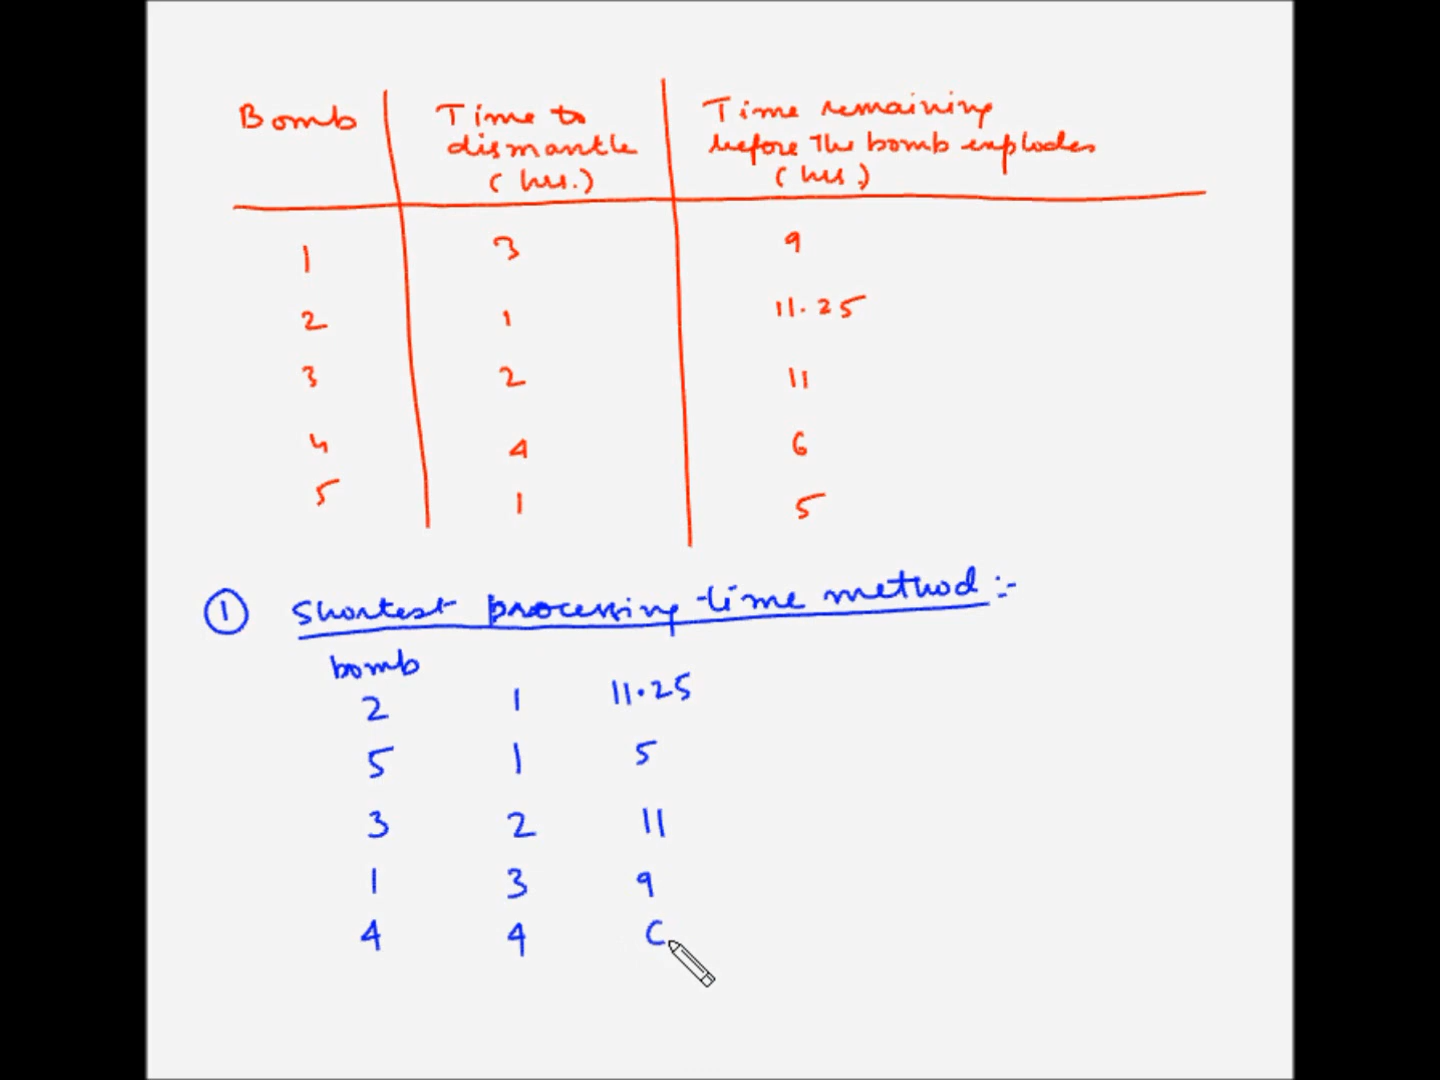 Bomb Time to dismantle (hrs.) Time remaining before the bomb explodes (hrs.)
1 3 9
2 1 11.25
3 2 11
4 4 6
5 1 5
① Shortest processing time method :-
bomb
2 1 11.25
5 1 5
3 2 11
1 3 9
4 4